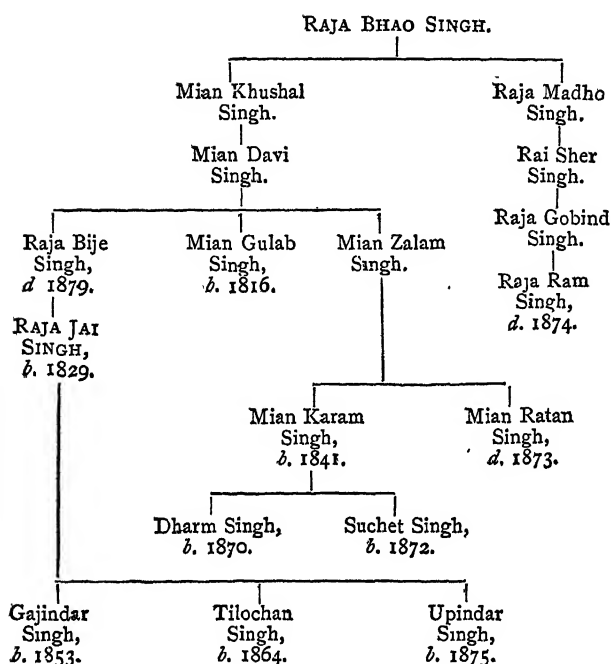 RAJA BHAO SINGH.
Mian Khushal
Singh.
Raja Madho
Singh.
Mian Davi
Singh.
Rai Sher
Singh.
Raja Gobind
Singh.
Raja Ram
Singh,
d. 1874.
Raja Bije
Singh,
d 1879.
Mian Gulab
Singh,
b. 1816.
Mian Zalam
Singh.
RAJA JAI
SINGH,
b. 1829.
Mian Karam
Singh,
b. 1841.
Mian Ratan
Singh,
d. 1873.
Dharm Singh,
b. 1870.
Suchet Singh,
b. 1872.
Gajindar
Singh,
b. 1853.
Tilochan
Singh,
b. 1864.
Upindar
Singh,
b. 1875.